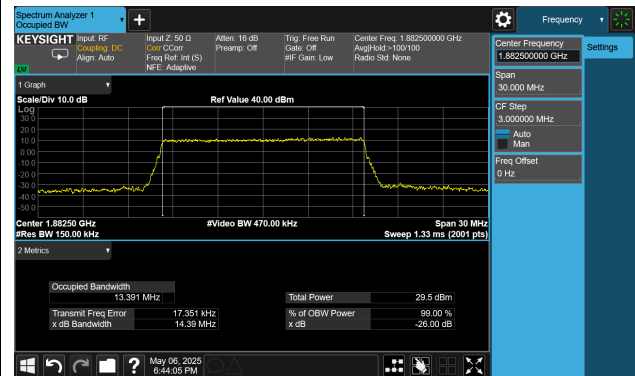 Spectrum Analyzer 1
Occupied BW
+
Frequency
KEYSIGHT
Input: RF
Coupling: DC
Align: Auto
Input Z: 50 Ω
Corr CCorr
Freq Ref: Int (S)
NFE: Adaptive
Atten: 16 dB
Preamp: Off
Trig: Free Run
Gate: Off
#IF Gain: Low
Center Freq: 1.882500000 GHz
Avg|Hold:>100/100
Radio Std: None
Center Frequency
1.882500000 GHz
Settings
Span
30.000 MHz
CF Step
3.000000 MHz
Auto
Man
Freq Offset
0 Hz
1 Graph
Scale/Div 10.0 dB
Ref Value 40.00 dBm
Log
30.0
20.0
10.0
0.00
-10.0
-20.0
-30.0
-40.0
-50.0
Center 1.88250 GHz
#Video BW 470.00 kHz
Span 30 MHz
#Res BW 150.00 kHz
Sweep 1.33 ms (2001 pts)
2 Metrics
Occupied Bandwidth
13.391 MHz
Total Power
29.5 dBm
Transmit Freq Error
17.351 kHz
% of OBW Power
99.00 %
x dB Bandwidth
14.39 MHz
x dB
-26.00 dB
?
May 06, 2025
6:44:05 PM